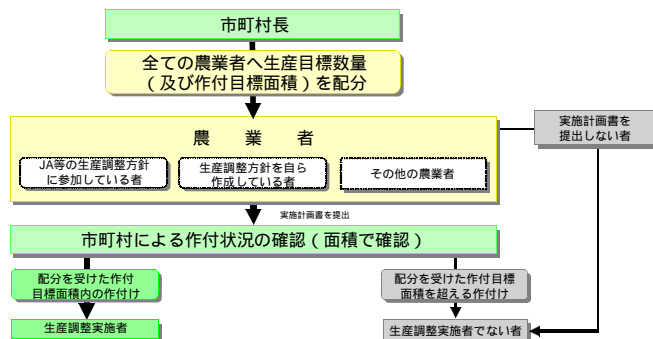 市町村長
全ての農業者へ生産目標数量
（及び作付目標面積）を配分
農　業　者
実施計画書を
提出しない者
JA等の生産調整方針
に参加している者
生産調整方針を自ら
作成している者
その他の農業者
実施計画書を提出
市町村による作付状況の確認（面積で確認）
配分を受けた作付
目標面積内の作付け
配分を受けた作付目標
面積を超える作付け
生産調整実施者
生産調整実施者でない者